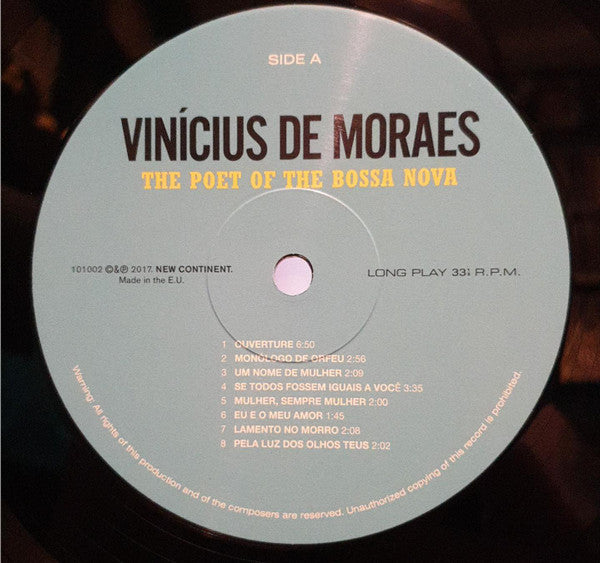 SIDE A
VINÍCIUS DE MORAES
THE POET OF THE BOSSA NOVA
101002 ©&℗ 2017. NEW CONTINENT.
Made in the E.U.
LONG PLAY 33⅓ R.P.M.
1 OUVERTURE 6:50
2 MONÓLOGO DE ORFEU 2:56
3 UM NOME DE MULHER 2:09
4 SE TODOS FOSSEM IGUAIS A VOCÊ 3:35
5 MULHER, SEMPRE MULHER 2:00
6 EU E O MEU AMOR 1:45
7 LAMENTO NO MORRO 2:08
8 PELA LUZ DOS OLHOS TEUS 2:02
Warning: All rights of this production and of the composers are reserved. Unauthorized copying of this record is prohibited.